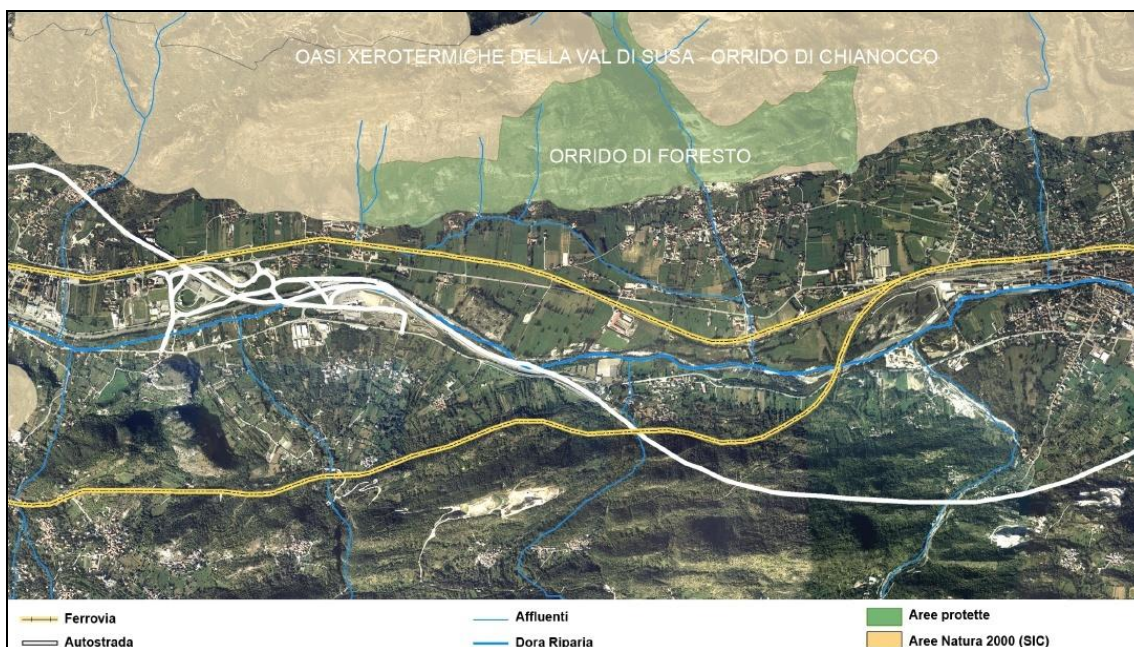 OASI XEROTERMICHE DELLA VAL DI SUSA - ORRIDO DI CHIANOCCO
ORRIDO DI FORESTO
Ferrovia
Affluenti
Aree protette
Autostrada
Dora Riparia
Aree Natura 2000 (SIC)